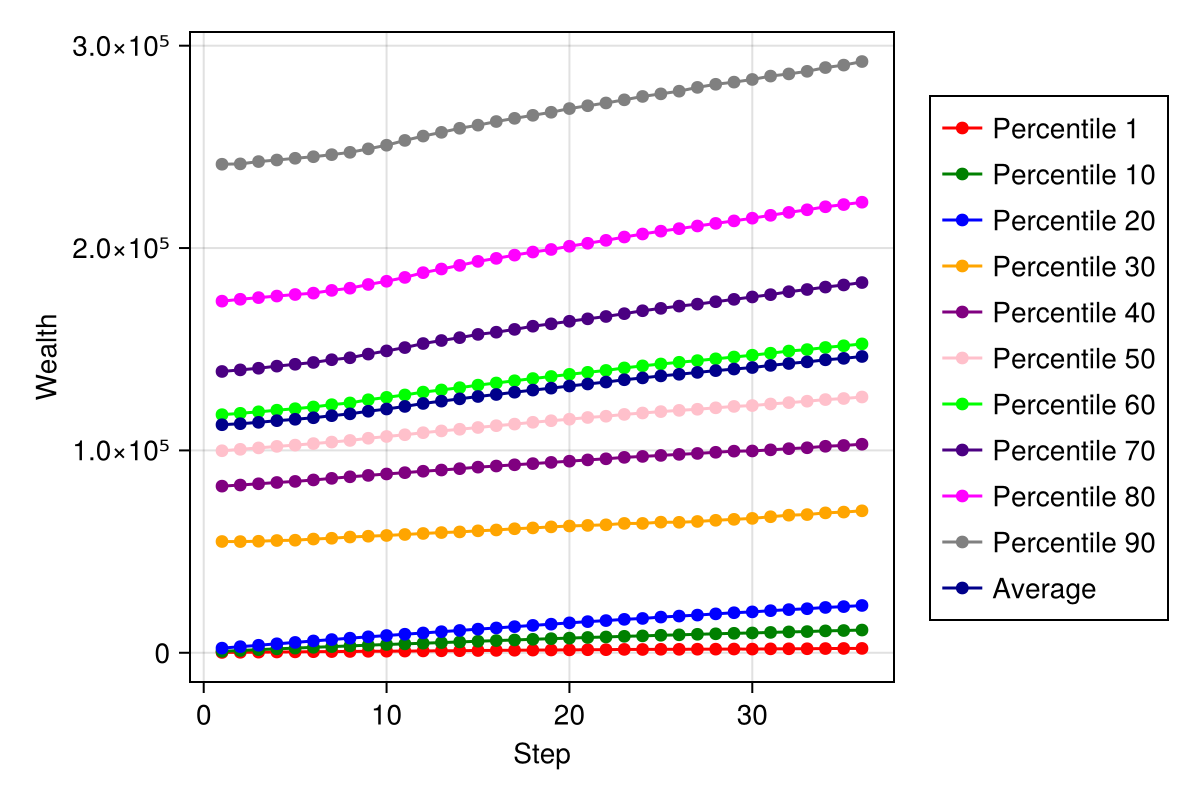 3.0×10⁵
2.0×10⁵
1.0×10⁵
0
Wealth
0 10 20 30
Step
Percentile 1
Percentile 10
Percentile 20
Percentile 30
Percentile 40
Percentile 50
Percentile 60
Percentile 70
Percentile 80
Percentile 90
Average